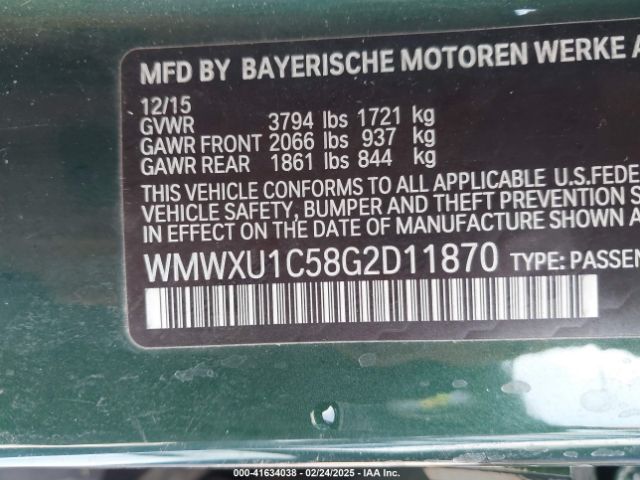 MFD BY BAYERISCHE MOTOREN WERKE A
12/15
GVWR 3794 lbs 1721 kg
GAWR FRONT 2066 lbs 937 kg
GAWR REAR 1861 lbs 844 kg
THIS VEHICLE CONFORMS TO ALL APPLICABLE U.S.FEDE
VEHICLE SAFETY, BUMPER AND THEFT PREVENTION S
EFFECT ON THE DATE OF MANUFACTURE SHOWN A
WMWXU1C58G2D11870 TYPE: PASSEN
000-41634038 - 02/24/2025 - IAA Inc.